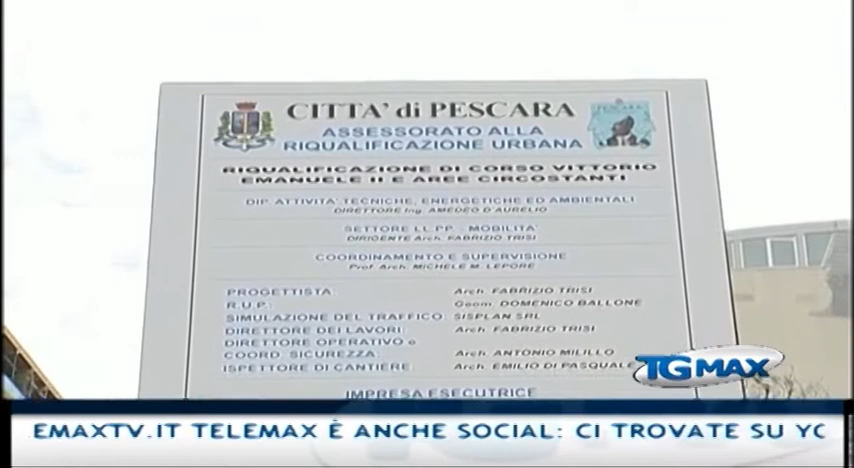 CITTA' di PESCARA
PESCARA
ASSESSORATO ALLA
RIQUALIFICAZIONE URBANA
RIQUALIFICAZIONE DI CORSO VITTORIO
EMANUELE II E AREE CIRCOSTANTI
DIP. ATTIVITA' TECNICHE, ENERGETICHE ED AMBIENTALI
DIRETTORE Ing. AMEDEO D'AURELIO
SETTORE LL.PP. - MOBILITA'
DIRIGENTE Arch. FABRIZIO TRISI
COORDINAMENTO E SUPERVISIONE
Prof. Arch. MICHELE M. LEPORE
PROGETTISTA: Arch. FABRIZIO TRISI
R.U.P.: Geom. DOMENICO BALLONE
SIMULAZIONE DEL TRAFFICO SISPLAN SRL
DIRETTORE DEI LAVORI: Arch. FABRIZIO TRISI
DIRETTORE OPERATIVO e
COORD. SICUREZZA: Arch. ANTONIO MILILLO
ISPETTORE DI CANTIERE: Arch. EMILIO DI PASQUALE
TG MAX
IMPRESA ESECUTRICE
EMAXTV.IT TELEMAX È ANCHE SOCIAL: CI TROVATE SU YO